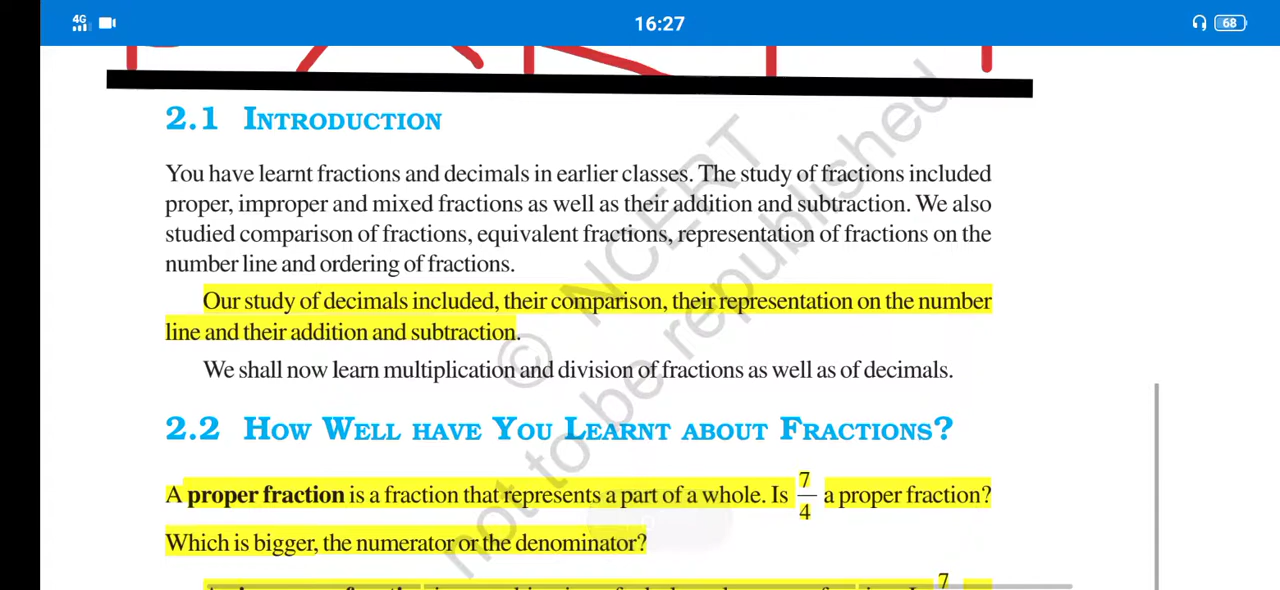 4G 16:27 68
2.1 INTRODUCTION
You have learnt fractions and decimals in earlier classes. The study of fractions included
proper, improper and mixed fractions as well as their addition and subtraction. We also
studied comparison of fractions, equivalent fractions, representation of fractions on the
number line and ordering of fractions.
Our study of decimals included, their comparison, their representation on the number
line and their addition and subtraction.
We shall now learn multiplication and division of fractions as well as of decimals.
2.2 HOW WELL HAVE YOU LEARNT ABOUT FRACTIONS?
A proper fraction is a fraction that represents a part of a whole. Is 7/4 a proper fraction?
Which is bigger, the numerator or the denominator?
7
© NCERT
not to be republished